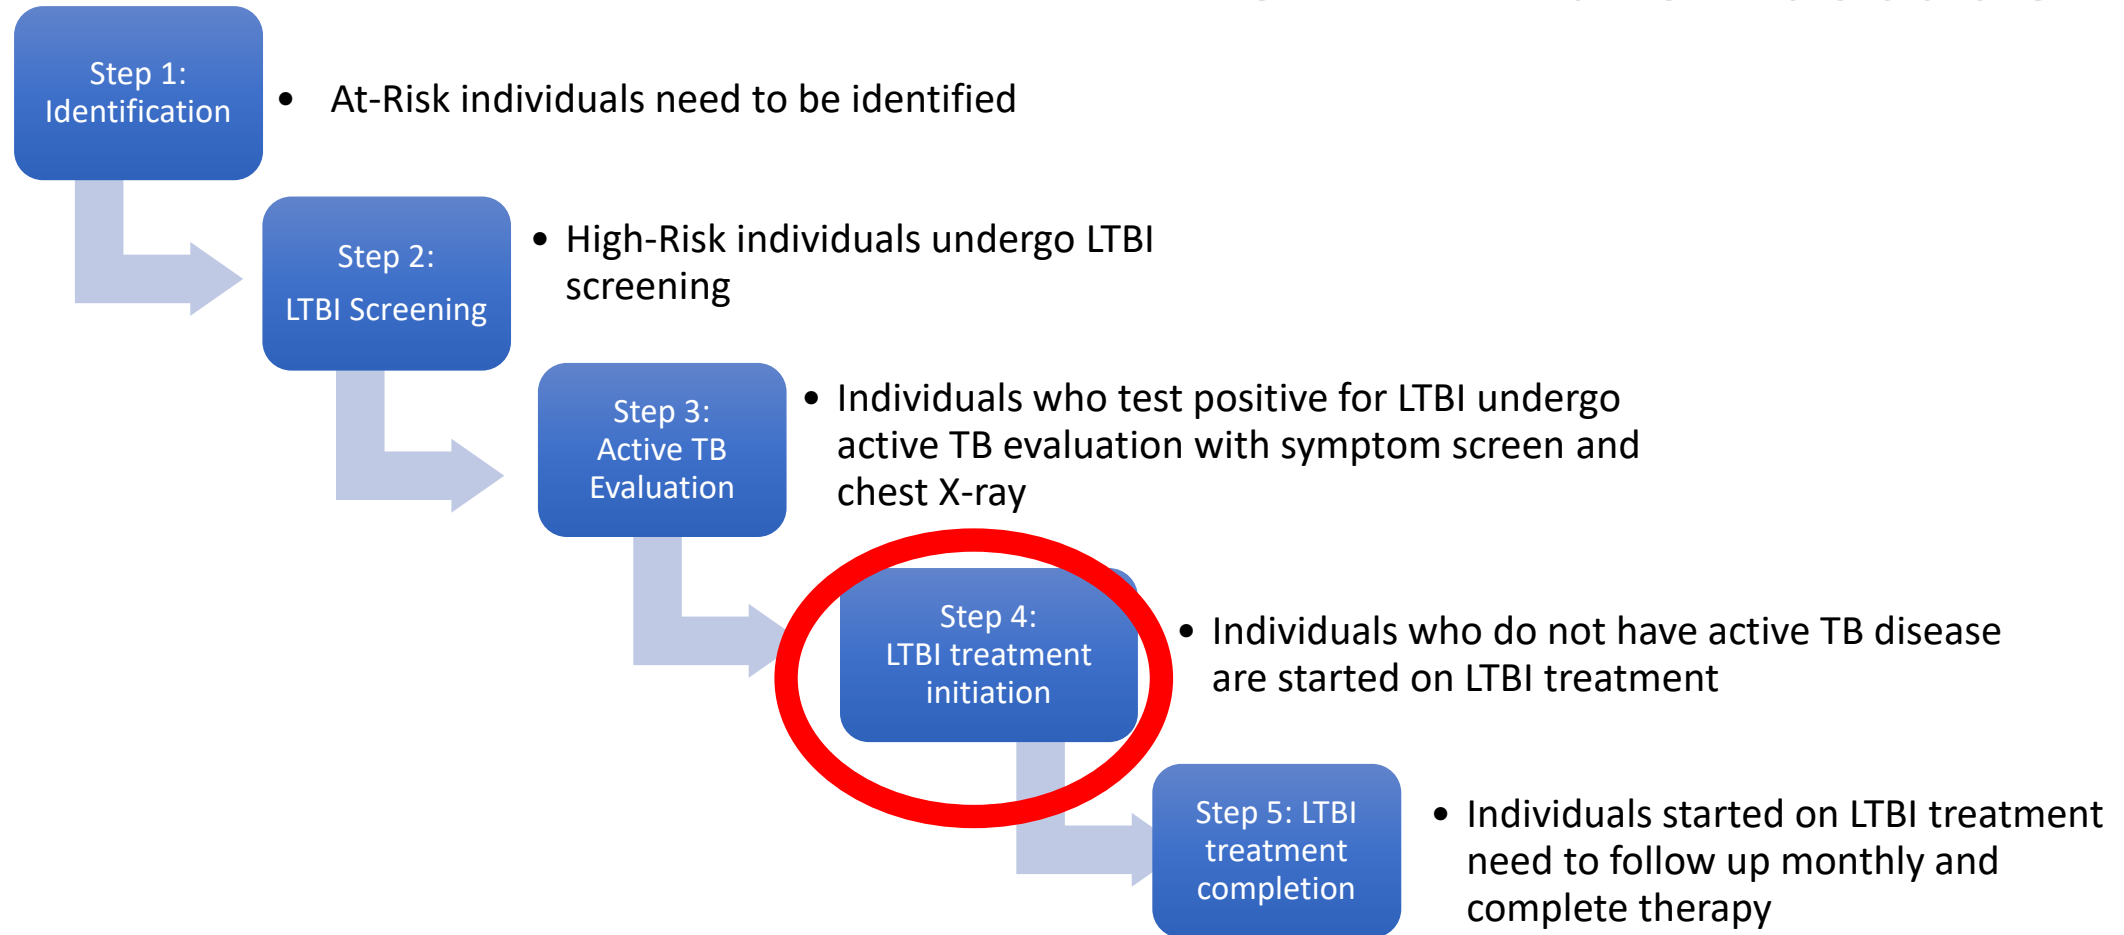 Step 1:
Identification
• At-Risk individuals need to be identified
Step 2:
LTBI Screening
• High-Risk individuals undergo LTBI
screening
Step 3:
Active TB
Evaluation
• Individuals who test positive for LTBI undergo
active TB evaluation with symptom screen and
chest X-ray
Step 4:
LTBI treatment
initiation
• Individuals who do not have active TB disease
are started on LTBI treatment
Step 5: LTBI
treatment
completion
• Individuals started on LTBI treatment
need to follow up monthly and
complete therapy